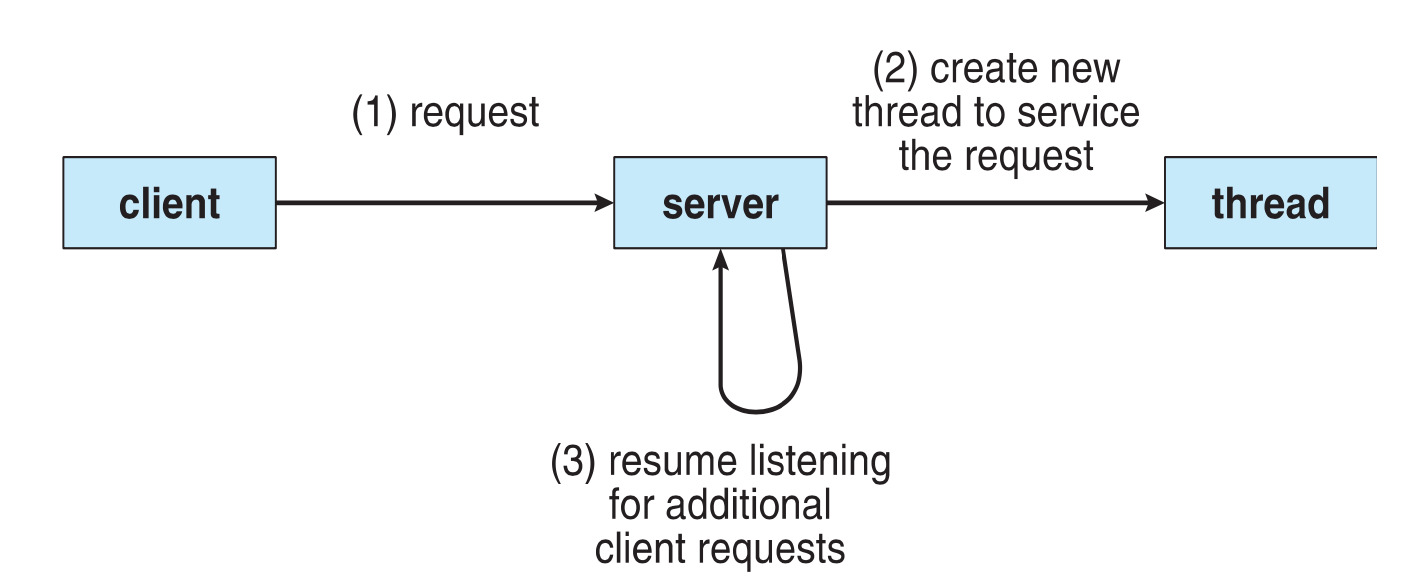 (1) request
(2) create new
thread to service
the request
client
server
thread
(3) resume listening
for additional
client requests